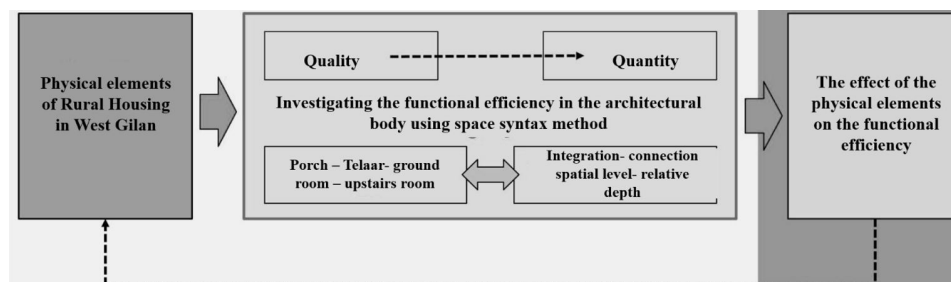 Physical elements
of Rural Housing
in West Gilan
Quality
Quantity
Investigating the functional efficiency in the architectural
body using space syntax method
Porch – Telaar- ground
room – upstairs room
Integration- connection
spatial level- relative
depth
The effect of the
physical elements
on the functional
efficiency